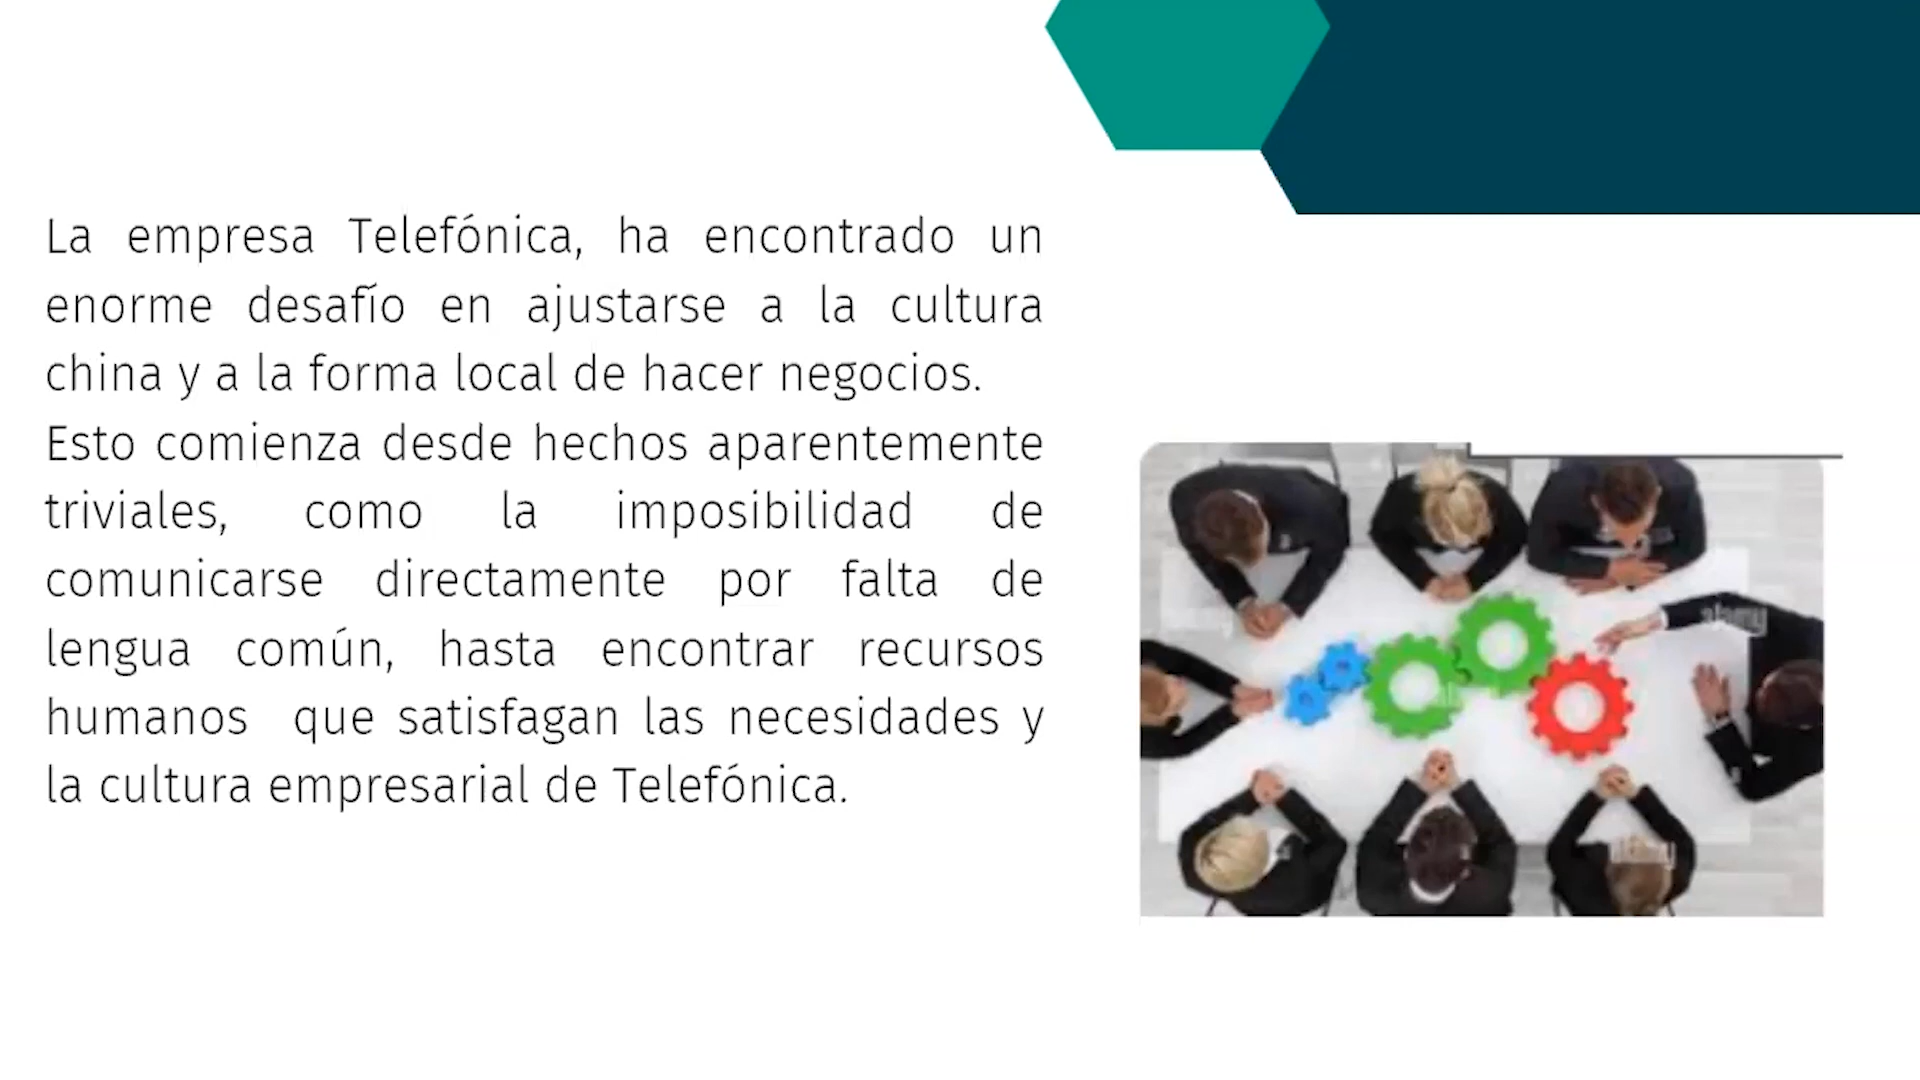 La empresa Telefónica, ha encontrado un
enorme desafío en ajustarse a la cultura
china y a la forma local de hacer negocios.
Esto comienza desde hechos aparentemente
triviales, como la imposibilidad de
comunicarse directamente por falta de
lengua común, hasta encontrar recursos
humanos que satisfagan las necesidades y
la cultura empresarial de Telefónica.
alamy